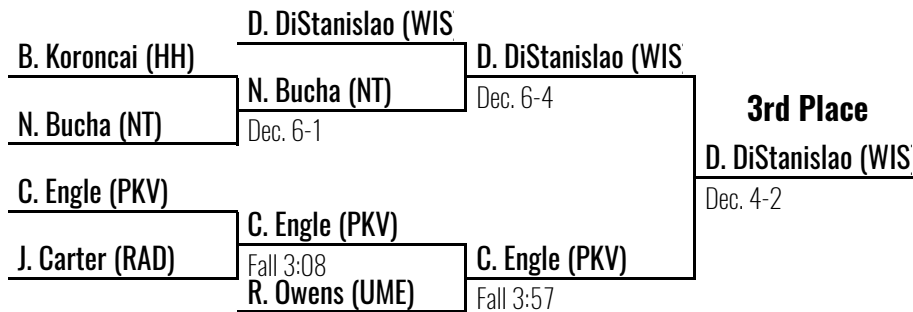 D. DiStanislao (WIS
B. Koroncai (HH)
D. DiStanislao (WIS
N. Bucha (NT)
Dec. 6-4
3rd Place
N. Bucha (NT)
Dec. 6-1
D. DiStanislao (WIS)
C. Engle (PKV)
Dec. 4-2
C. Engle (PKV)
J. Carter (RAD)
Fall 3:08
C. Engle (PKV)
R. Owens (UME)
Fall 3:57